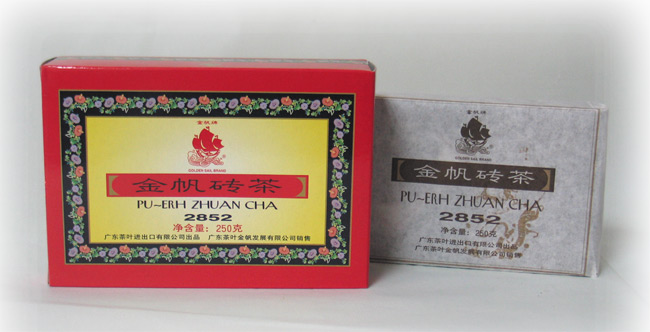 金帆牌
GOLDEN SAIL BRAND
金帆砖茶
PU-ERH ZHUAN CHA
2852
净含量：250克
广东茶叶进出口有限公司出品 广东茶叶金帆发展有限公司销售
金帆牌
GOLDEN SAIL BRAND
金帆砖茶
PU-ERH ZHUAN CHA
2852
净含量：250克
广东茶叶进出口有限公司出品
广东茶叶金帆发展有限公司销售